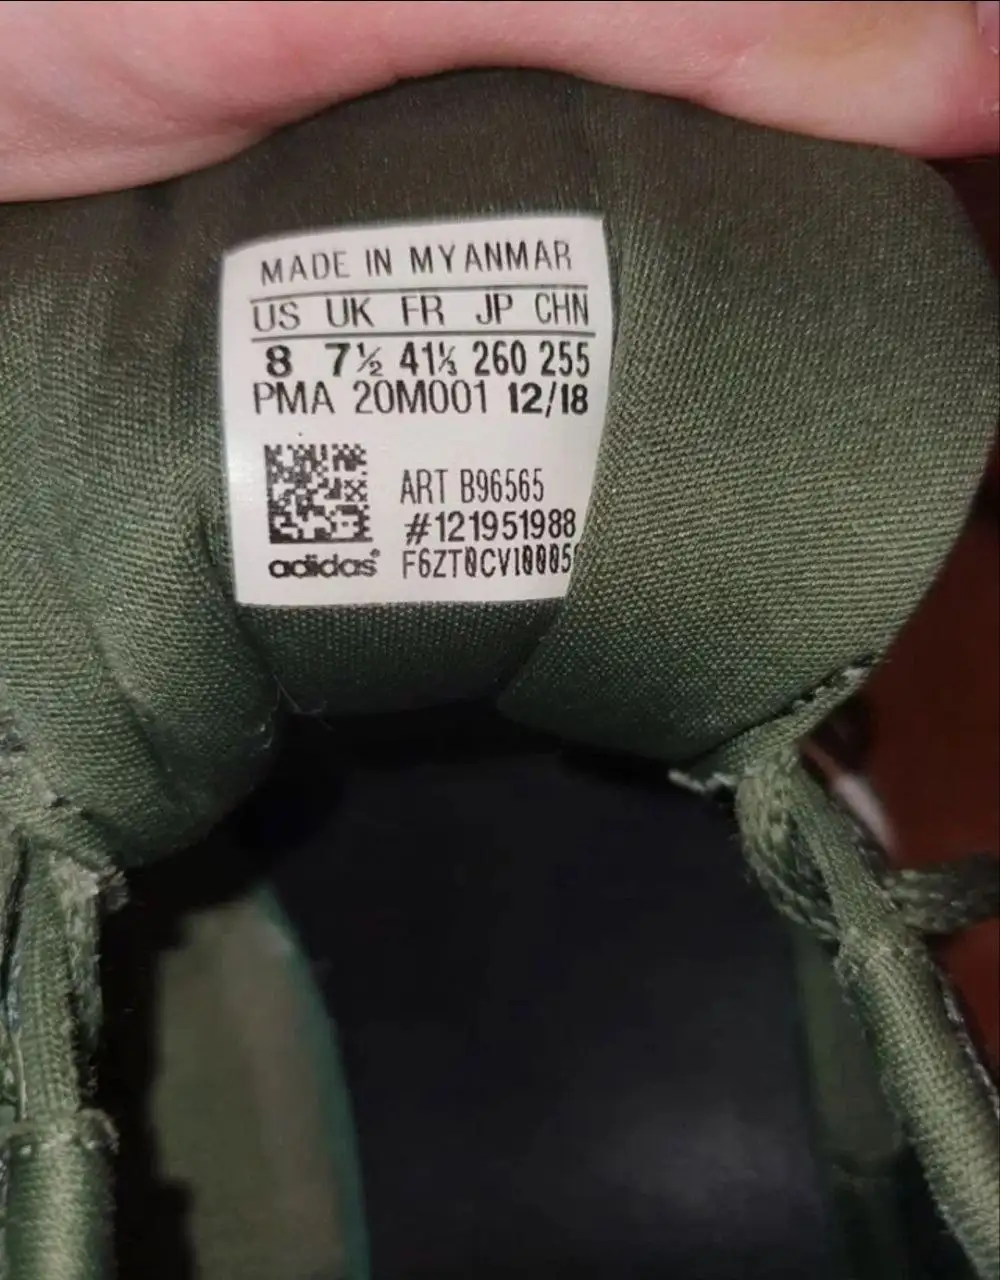 MADE IN MYANMAR
US UK FR JP CHN
8 7½ 41⅓ 260 255
PMA 20M001 12/18
ART B96565
#121951988
adidas®